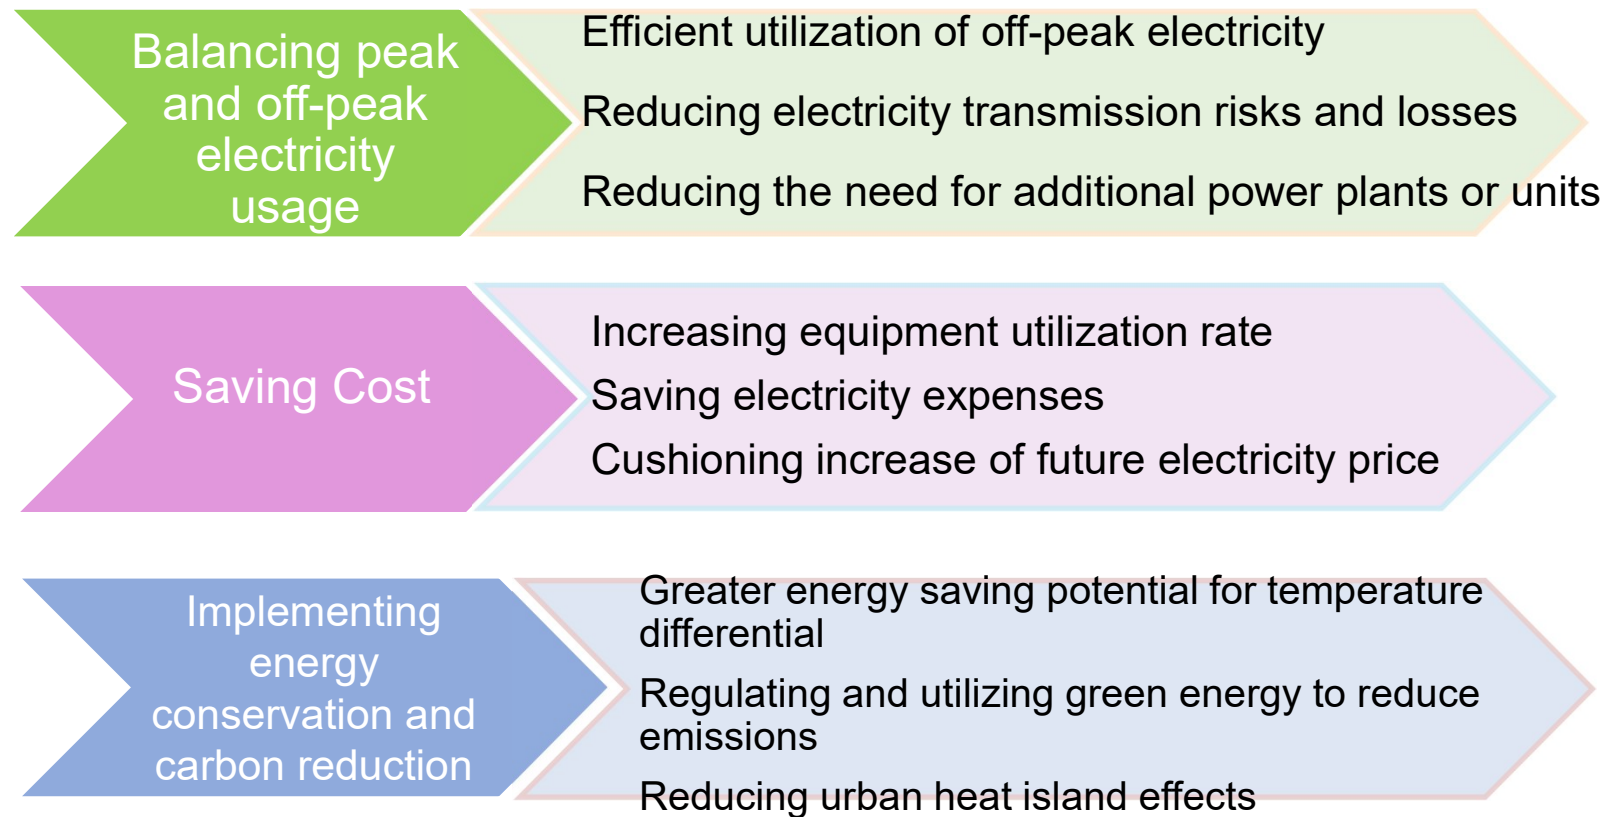 Balancing peak
and off-peak
electricity
usage
Efficient utilization of off-peak electricity
Reducing electricity transmission risks and losses
Reducing the need for additional power plants or units
Saving Cost
Increasing equipment utilization rate
Saving electricity expenses
Cushioning increase of future electricity price
Implementing
energy
conservation and
carbon reduction
Greater energy saving potential for temperature
differential
Regulating and utilizing green energy to reduce
emissions
Reducing urban heat island effects